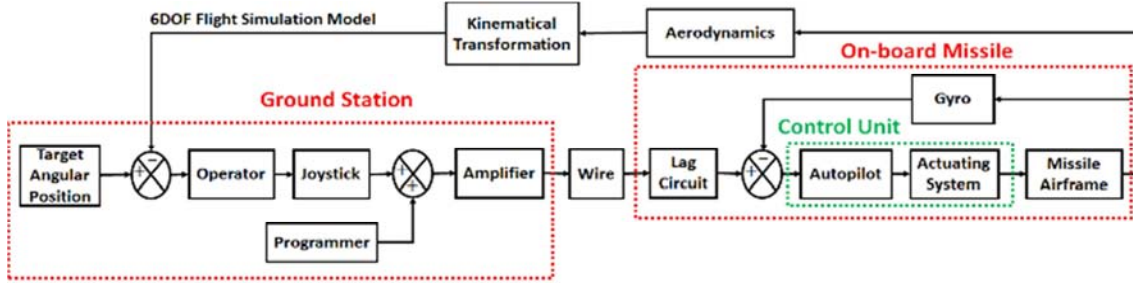 6DOF Flight Simulation Model
Kinematical
Transformation
Aerodynamics
On-board Missile
Ground Station
Gyro
Control Unit
Target
Angular
Position
+
−
Operator
Joystick
+
+
Amplifier
Wire
Lag
Circuit
+
−
Autopilot
Actuating
System
Missile
Airframe
Programmer